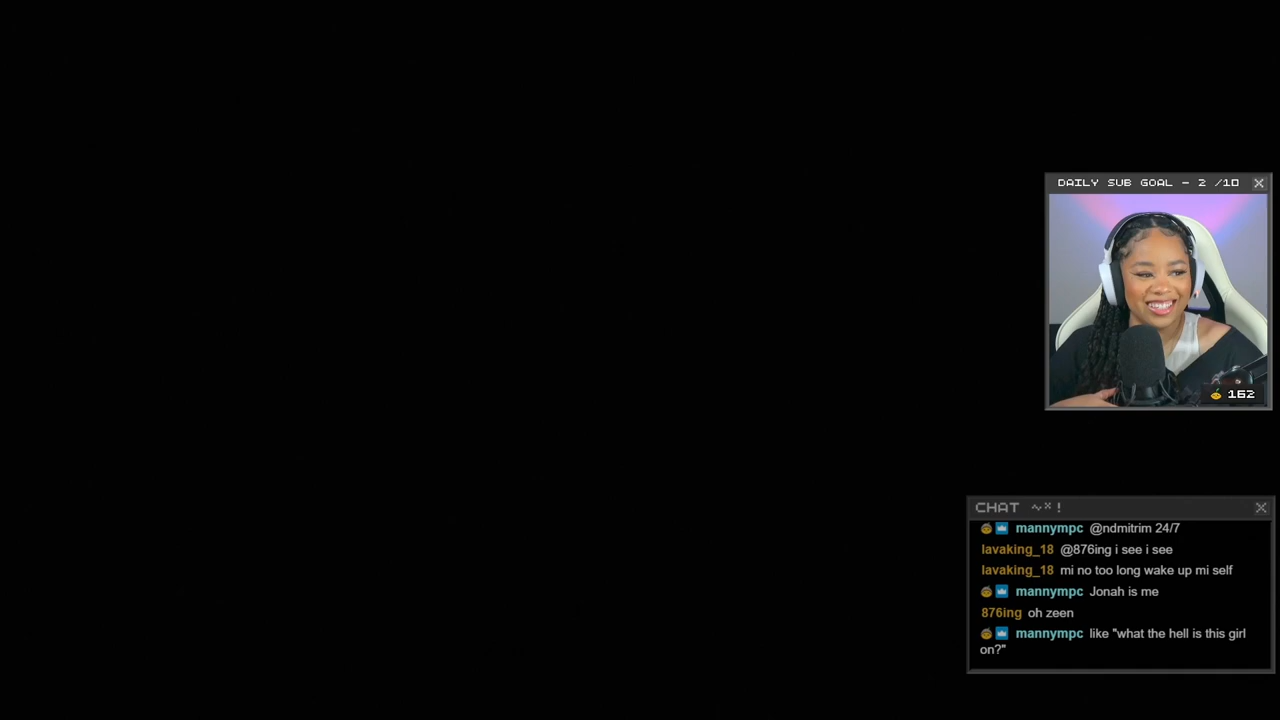 DAILY SUB GOAL - 2 /10
162
CHAT ~*!
mannympc @ndmitrim 24/7
lavaking_18 @876ing i see i see
lavaking_18 mi no too long wake up mi self
mannympc Jonah is me
876ing oh zeen
mannympc like "what the hell is this girl
on?"